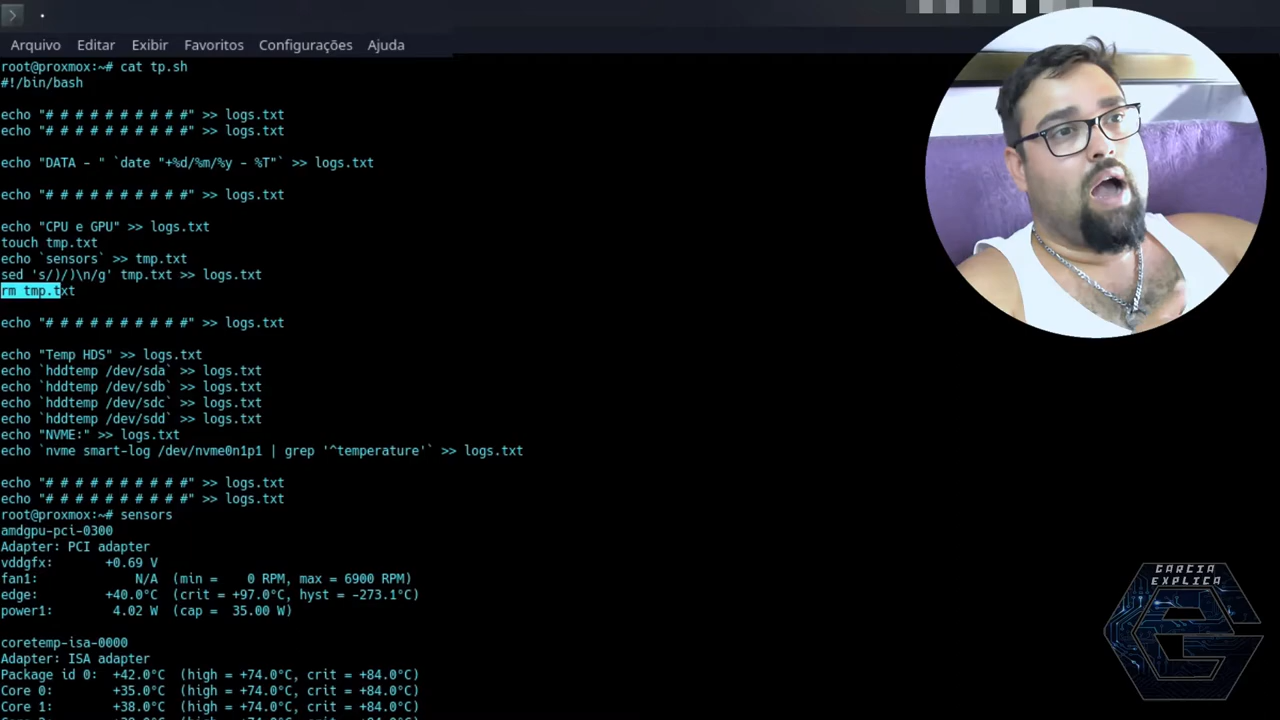 Arquivo Editar Exibir Favoritos Configurações Ajuda
root@proxmox:~# cat tp.sh
#!/bin/bash
echo "# # # # # # # # # #" >> logs.txt
echo "# # # # # # # # # #" >> logs.txt
echo "DATA - " `date "+%d/%m/%y - %T"` >> logs.txt
echo "# # # # # # # # # #" >> logs.txt
echo "CPU e GPU" >> logs.txt
touch tmp.txt
echo `sensors` >> tmp.txt
sed 's/)/)\n/g' tmp.txt >> logs.txt
rm tmp.txt
echo "# # # # # # # # # #" >> logs.txt
echo "Temp HDS" >> logs.txt
echo `hddtemp /dev/sda` >> logs.txt
echo `hddtemp /dev/sdb` >> logs.txt
echo `hddtemp /dev/sdc` >> logs.txt
echo `hddtemp /dev/sdd` >> logs.txt
echo "NVME:" >> logs.txt
echo `nvme smart-log /dev/nvme0n1p1 | grep '^temperature'` >> logs.txt
echo "# # # # # # # # # #" >> logs.txt
echo "# # # # # # # # # #" >> logs.txt
root@proxmox:~# sensors
amdgpu-pci-0300
Adapter: PCI adapter
vddgfx: +0.69 V
fan1: N/A (min = 0 RPM, max = 6900 RPM)
edge: +40.0°C (crit = +97.0°C, hyst = -273.1°C)
power1: 4.02 W (cap = 35.00 W)
coretemp-isa-0000
Adapter: ISA adapter
Package id 0: +42.0°C (high = +74.0°C, crit = +84.0°C)
Core 0: +35.0°C (high = +74.0°C, crit = +84.0°C)
Core 1: +38.0°C (high = +74.0°C, crit = +84.0°C)
GARCIA
EXPLICA